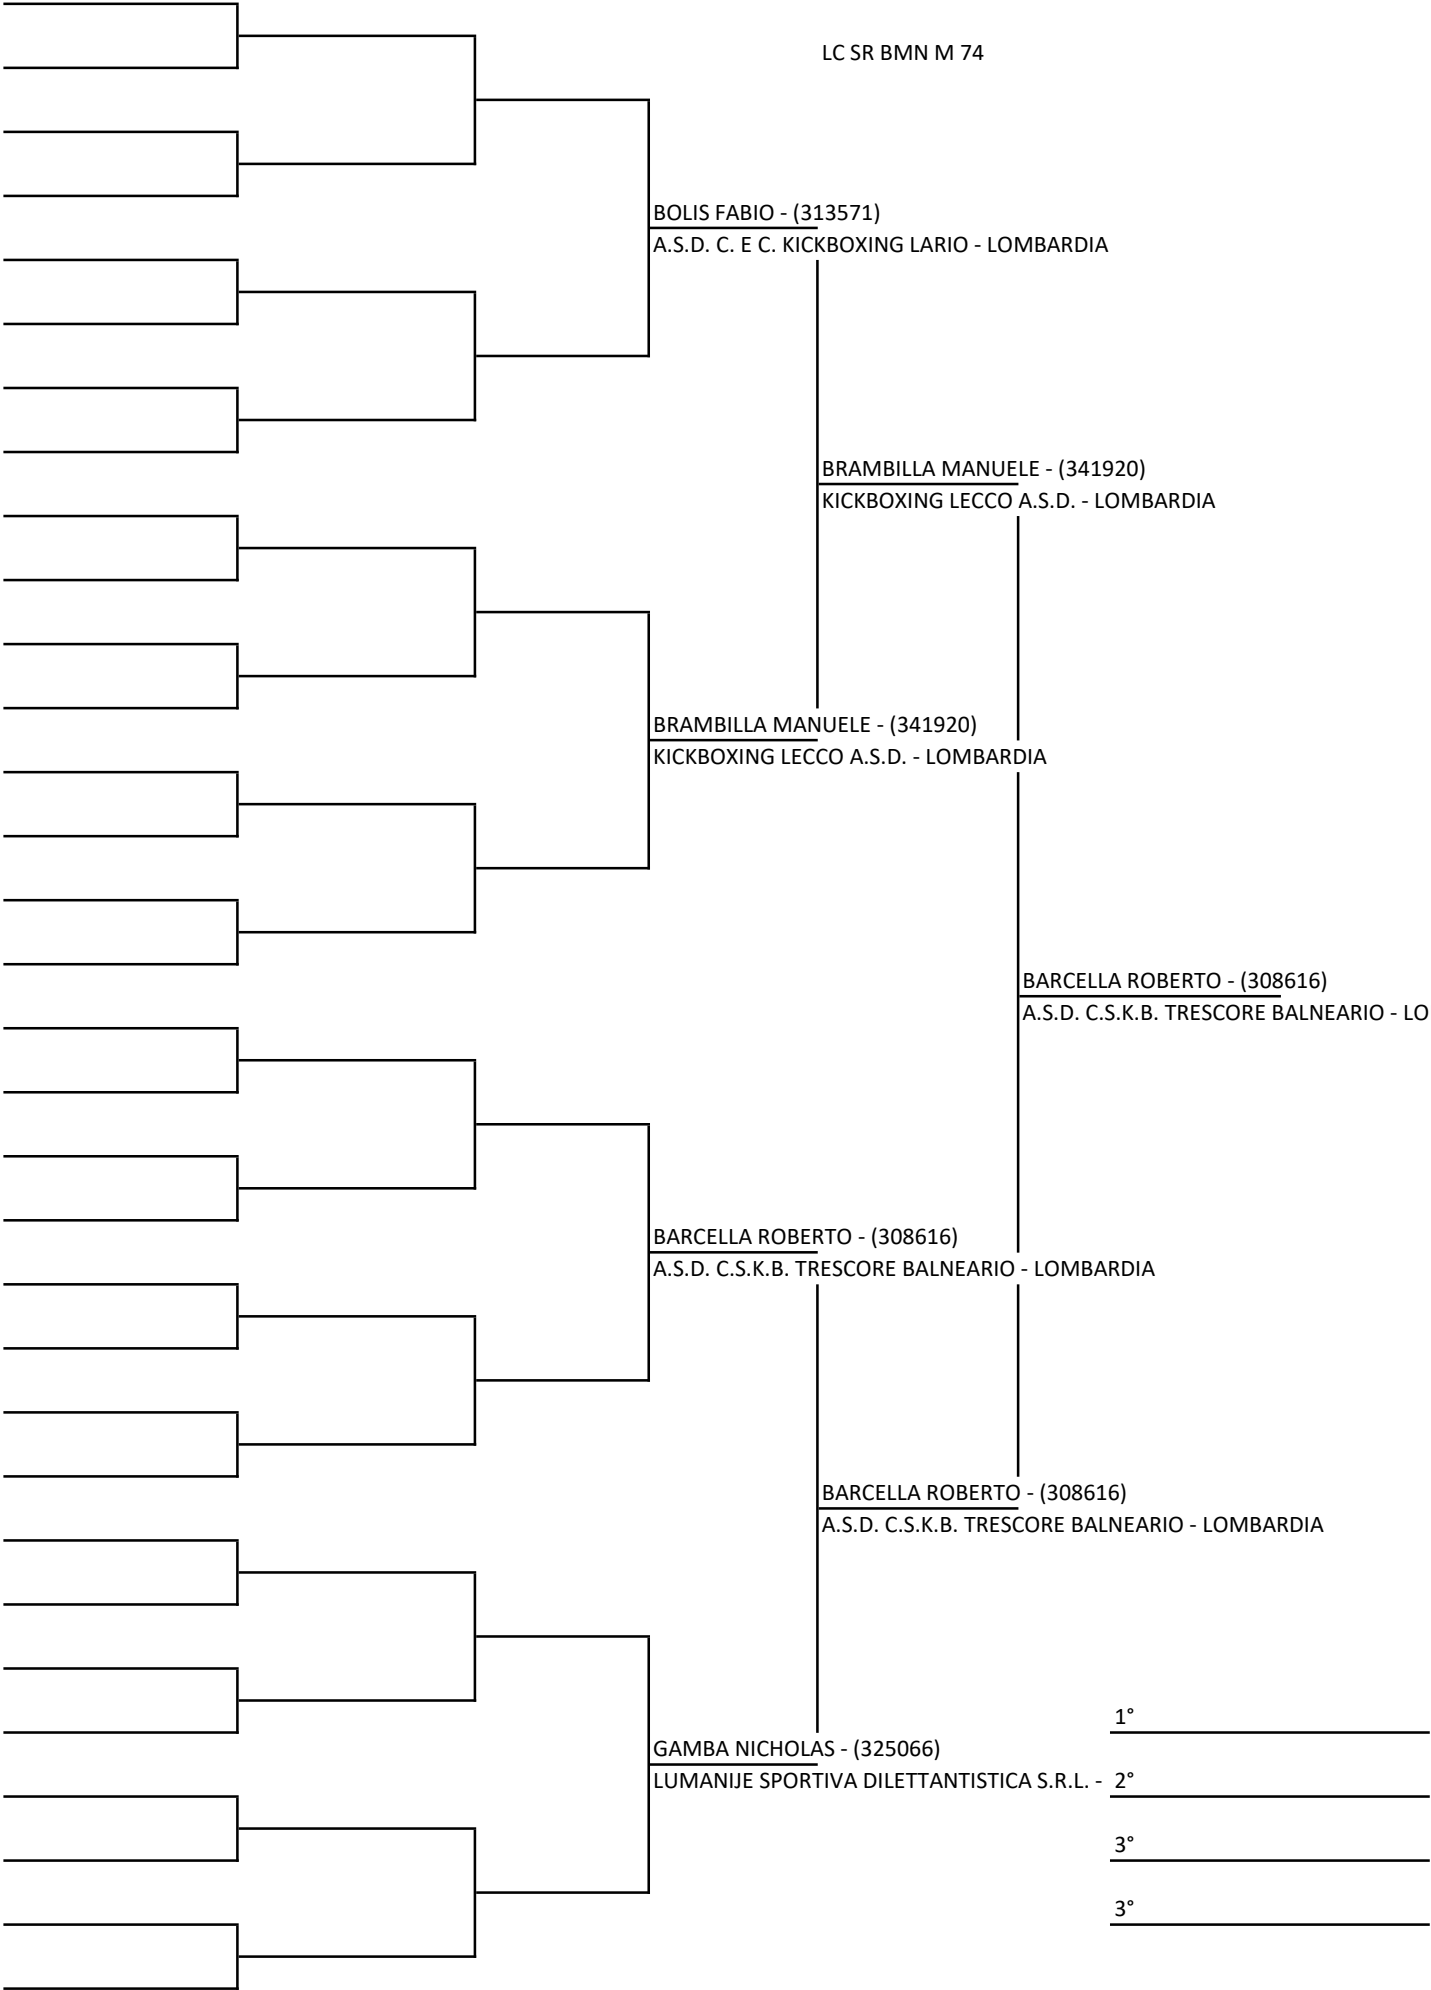 LC SR BMN M 74
BOLIS FABIO - (313571)
A.S.D. C. E C. KICKBOXING LARIO - LOMBARDIA
BRAMBILLA MANUELE - (341920)
KICKBOXING LECCO A.S.D. - LOMBARDIA
BRAMBILLA MANUELE - (341920)
KICKBOXING LECCO A.S.D. - LOMBARDIA
BARCELLA ROBERTO - (308616)
A.S.D. C.S.K.B. TRESCORE BALNEARIO - LO
BARCELLA ROBERTO - (308616)
A.S.D. C.S.K.B. TRESCORE BALNEARIO - LOMBARDIA
BARCELLA ROBERTO - (308616)
A.S.D. C.S.K.B. TRESCORE BALNEARIO - LOMBARDIA
1°
GAMBA NICHOLAS - (325066)
LUMANIJE SPORTIVA DILETTANTISTICA S.R.L. - 2°
3°
3°